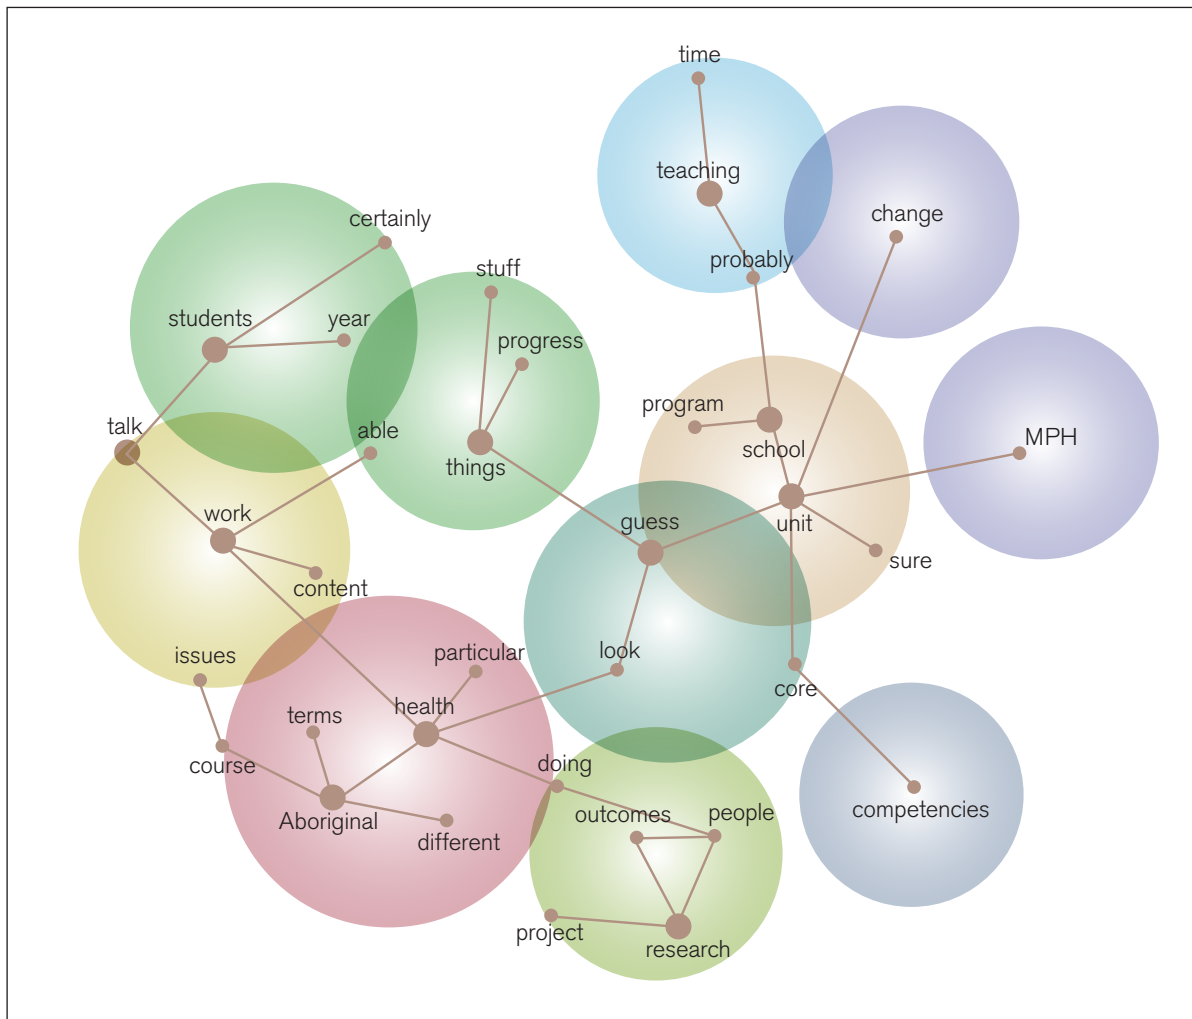 time
teaching
change
certainly
probably
stuff
students
year
progress
program
talk
able
school
MPH
things
work
guess
unit
content
sure
issues
particular
look
core
terms
health
course
doing
Aboriginal
outcomes
people
competencies
different
project
research